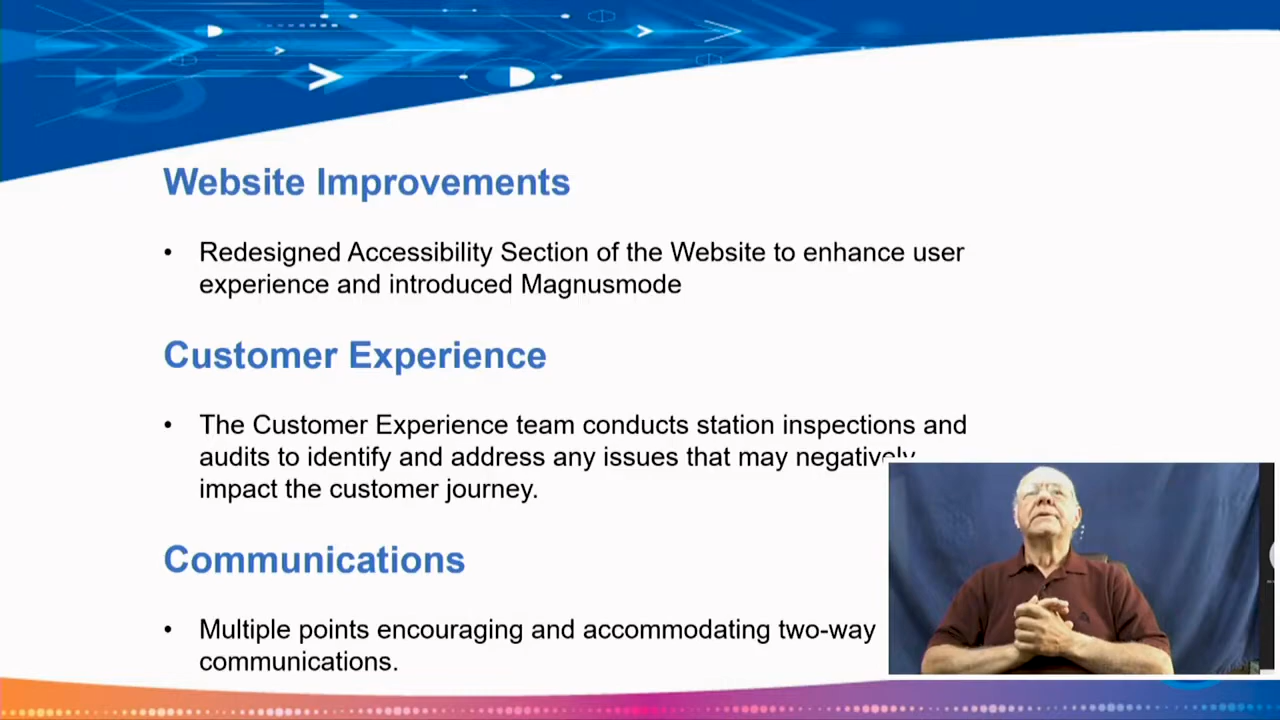 Website Improvements
• Redesigned Accessibility Section of the Website to enhance user
experience and introduced Magnusmode
Customer Experience
• The Customer Experience team conducts station inspections and
audits to identify and address any issues that may negatively
impact the customer journey.
Communications
• Multiple points encouraging and accommodating two-way
communications.